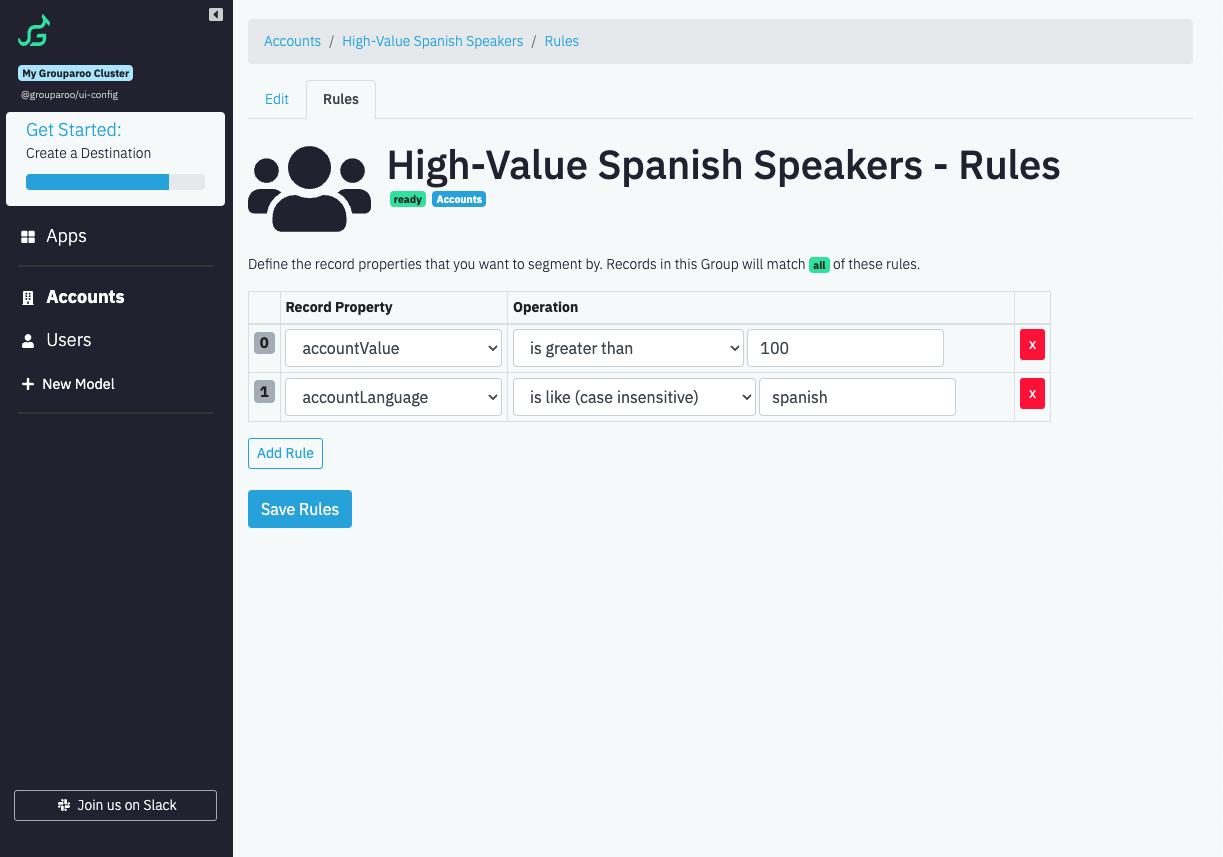 My Grouparoo Cluster
@grouparoo/ui-config
Get Started:
Create a Destination
Apps
Accounts
Users
New Model
Join us on Slack
Accounts / High-Value Spanish Speakers / Rules
Edit Rules
High-Value Spanish Speakers - Rules
ready Accounts
Define the record properties that you want to segment by. Records in this Group will match all of these rules.
Record Property Operation
0 accountValue is greater than 100 x
1 accountLanguage is like (case insensitive) spanish x
Add Rule
Save Rules